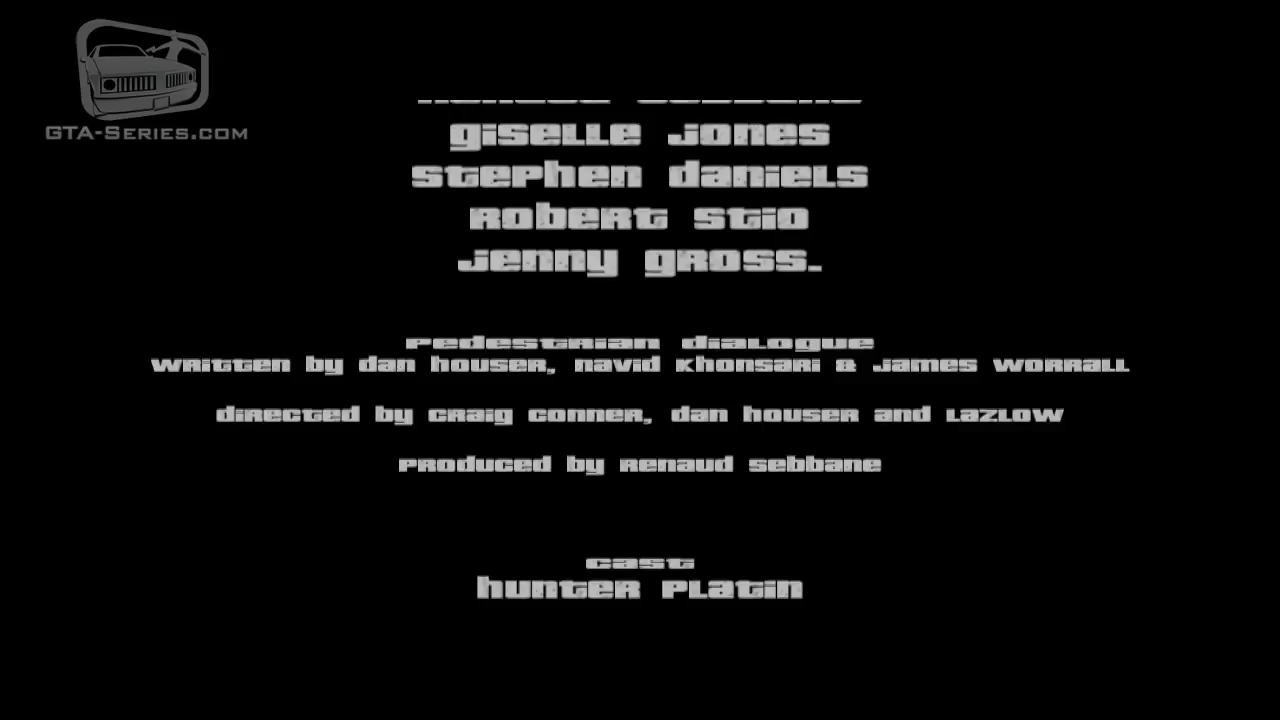 GTA-Series.com
Giselle Jones
Stephen Daniels
Robert Stio
Jenny Gross.
Pedestrian Dialogue
Written by Dan Houser, Navid Khonsari & James Worrall
Directed by Craig Conner, Dan Houser and Lazlow
Produced by Renaud Sebbane
Cast
Hunter Platin